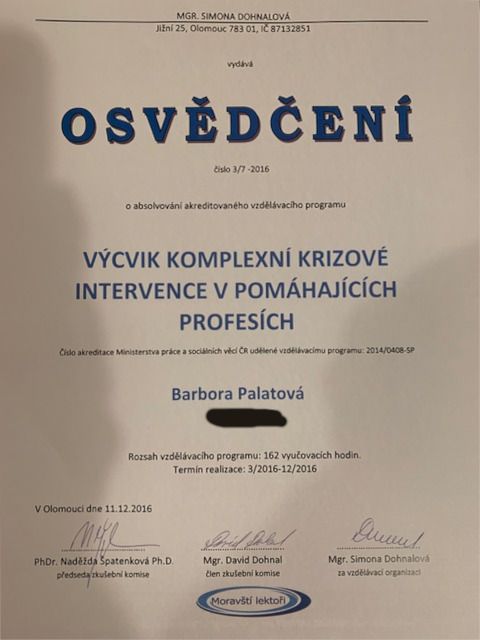 MGR. SIMONA DOHNALOVÁ
Jižní 25, Olomouc 783 01, IČ 87132851
vydává
OSVĚDČENÍ
číslo 3/7 -2016
o absolvování akreditovaného vzdělávacího programu
VÝCVIK KOMPLEXNÍ KRIZOVÉ
INTERVENCE V POMÁHAJÍCÍCH
PROFESÍCH
Číslo akreditace Ministerstva práce a sociálních věcí ČR udělené vzdělávacímu programu: 2014/0408-SP
Barbora Palatová
Rozsah vzdělávacího programu: 162 vyučovacích hodin.
Termín realizace: 3/2016-12/2016
V Olomouci dne 11.12.2016
PhDr. Naděžda Špatenková Ph.D. Mgr. David Dohnal Mgr. Simona Dohnalová
předseda zkušební komise člen zkušební komise za vzdělávací organizaci
Moravští lektoři